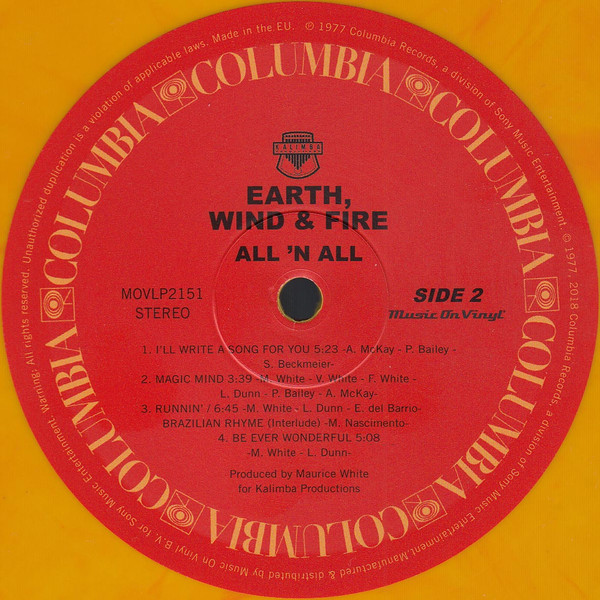 KALIMBA
EARTH,
WIND & FIRE
ALL 'N ALL
MOVLP2151
STEREO
SIDE 2
Music On Vinyl
1. I'LL WRITE A SONG FOR YOU 5:23 -A. McKay - P. Bailey -
S. Beckmeier-
2. MAGIC MIND 3:39 -M. White - V. White - F. White -
L. Dunn - P. Bailey - A. McKay-
3. RUNNIN' / 6:45 -M. White - L. Dunn - E. del Barrio-
BRAZILIAN RHYME (Interlude) -M. Nascimento-
4. BE EVER WONDERFUL 5:08
-M. White - L. Dunn-
Produced by Maurice White
for Kalimba Productions
COLUMBIA COLUMBIA COLUMBIA COLUMBIA COLUMBIA COLUMBIA COLUMBIA
℗ 1977 Columbia Records, a division of Sony Music Entertainment. © 1977, 2018 Columbia Records, a division of Sony Music Entertainment.Manufactured & distributed by Music On Vinyl B.V. for Sony Music Entertainment. Warning: All rights reserved. Unauthorized duplication is a violation of applicable laws. Made in the EU.